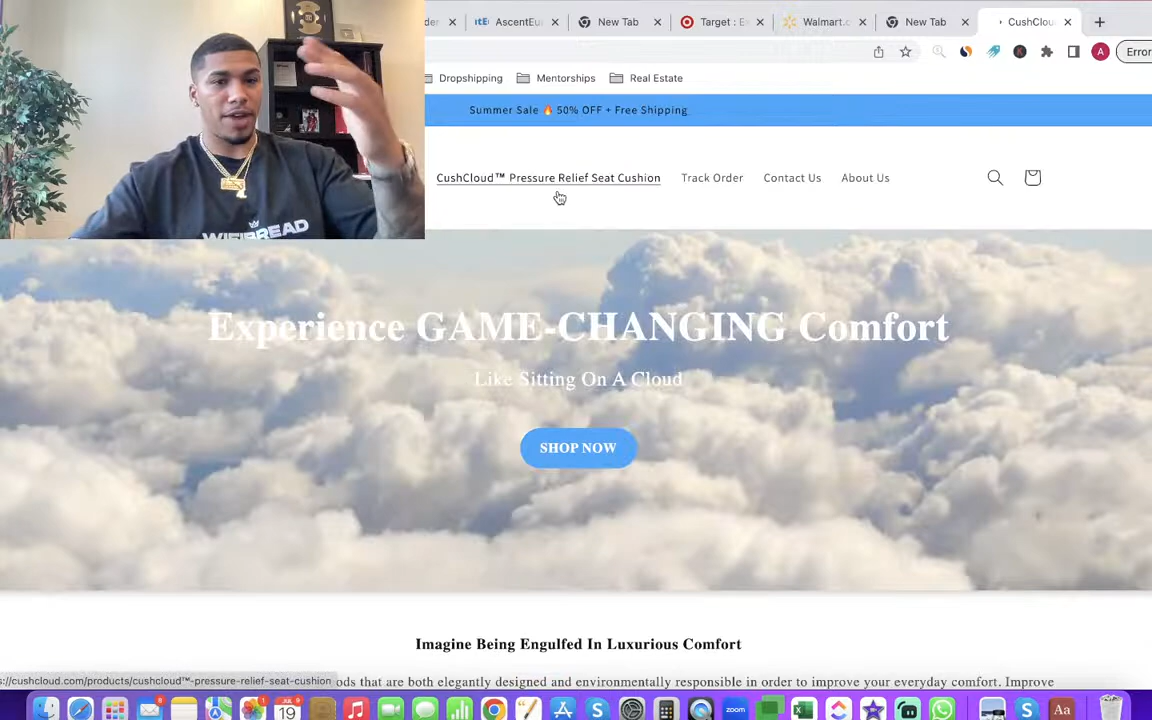 AscentEu
New Tab
Target : E
Walmart.c
New Tab
CushClou
A
Error
Dropshipping
Mentorships
Real Estate
Summer Sale 🔥 50% OFF + Free Shipping
CushCloud™ Pressure Relief Seat Cushion
Track Order
Contact Us
About Us
BREAD
Experience GAME-CHANGING Comfort
Like Sitting On A Cloud
SHOP NOW
Imagine Being Engulfed In Luxurious Comfort
s://cushcloud.com/products/cushcloud™-pressure-relief-seat-cushion
ods that are both elegantly designed and environmentally responsible in order to improve your everyday comfort. Improve
JUL
19
zoom
Aa